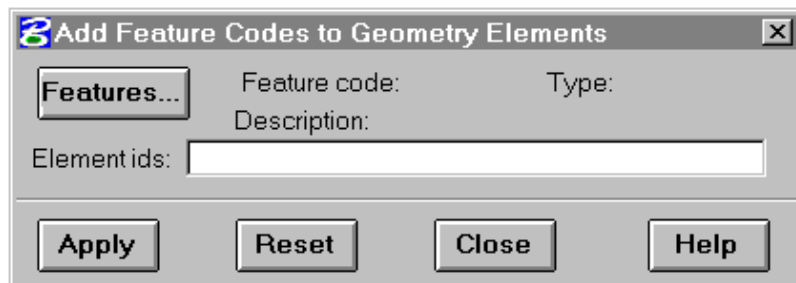 Add Feature Codes to Geometry Elements
Features... Feature code: Type:
Description:
Element ids:
Apply Reset Close Help